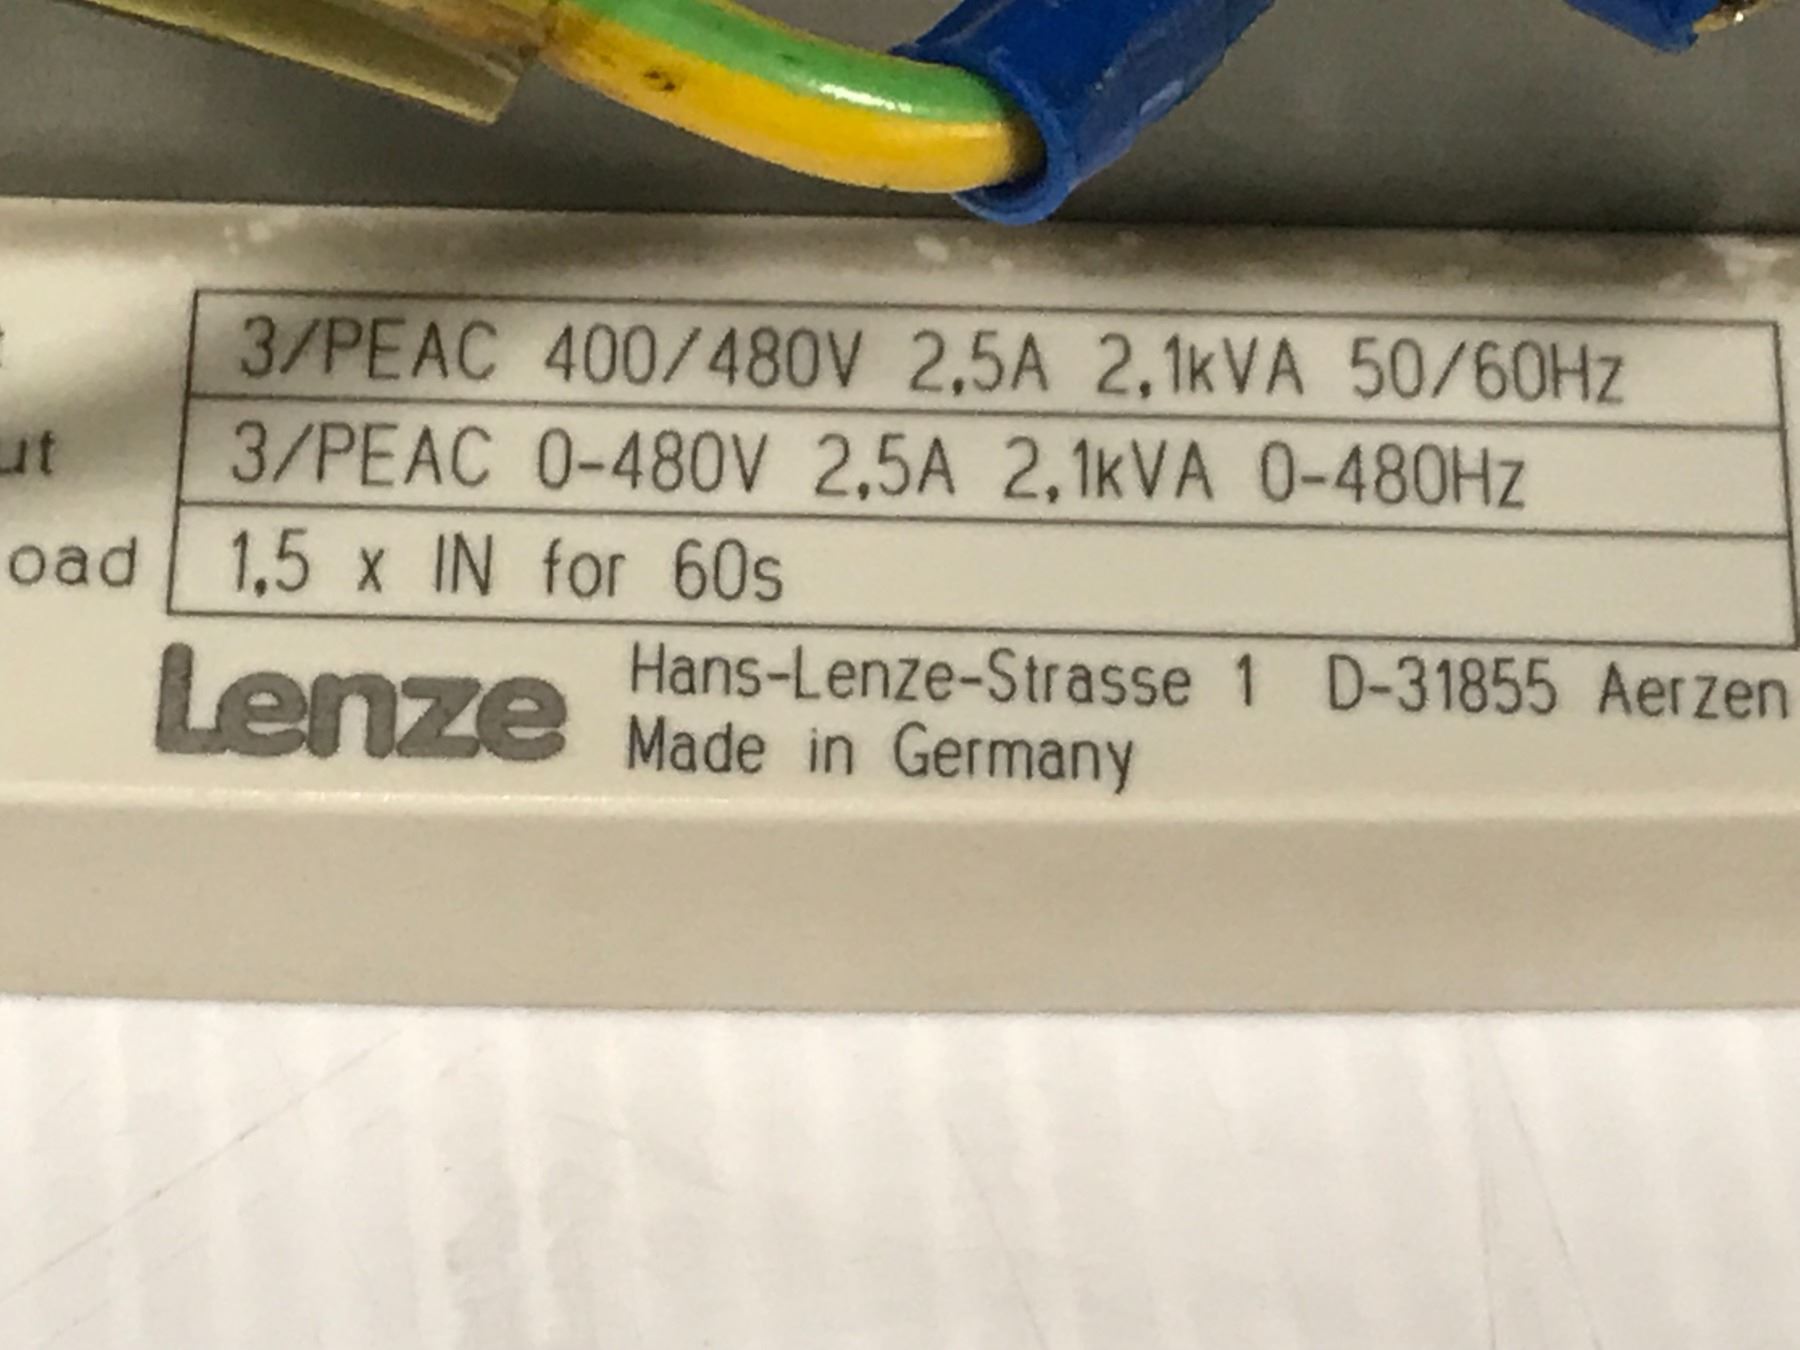 t 3/PEAC 400/480V 2.5A 2.1kVA 50/60Hz
ut 3/PEAC 0-480V 2.5A 2.1kVA 0-480Hz
oad 1.5 x IN for 60s
Lenze Hans-Lenze-Strasse 1 D-31855 Aerzen
Made in Germany